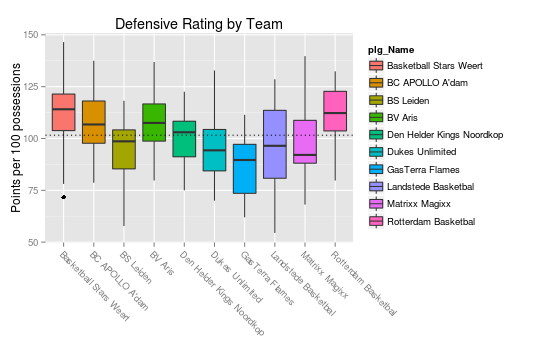 Defensive Rating by Team
Points per 100 possessions
150
125
100
75
50
Basketball Stars Weert
BC APOLLO A'dam
BS Leiden
BV Aris
Den Helder Kings Noordkop
Dukes Unlimited
GasTerra Flames
Landstede Basketbal
Matrixx Magixx
Rotterdam Basketbal
plg_Name
Basketball Stars Weert
BC APOLLO A'dam
BS Leiden
BV Aris
Den Helder Kings Noordkop
Dukes Unlimited
GasTerra Flames
Landstede Basketbal
Matrixx Magixx
Rotterdam Basketbal